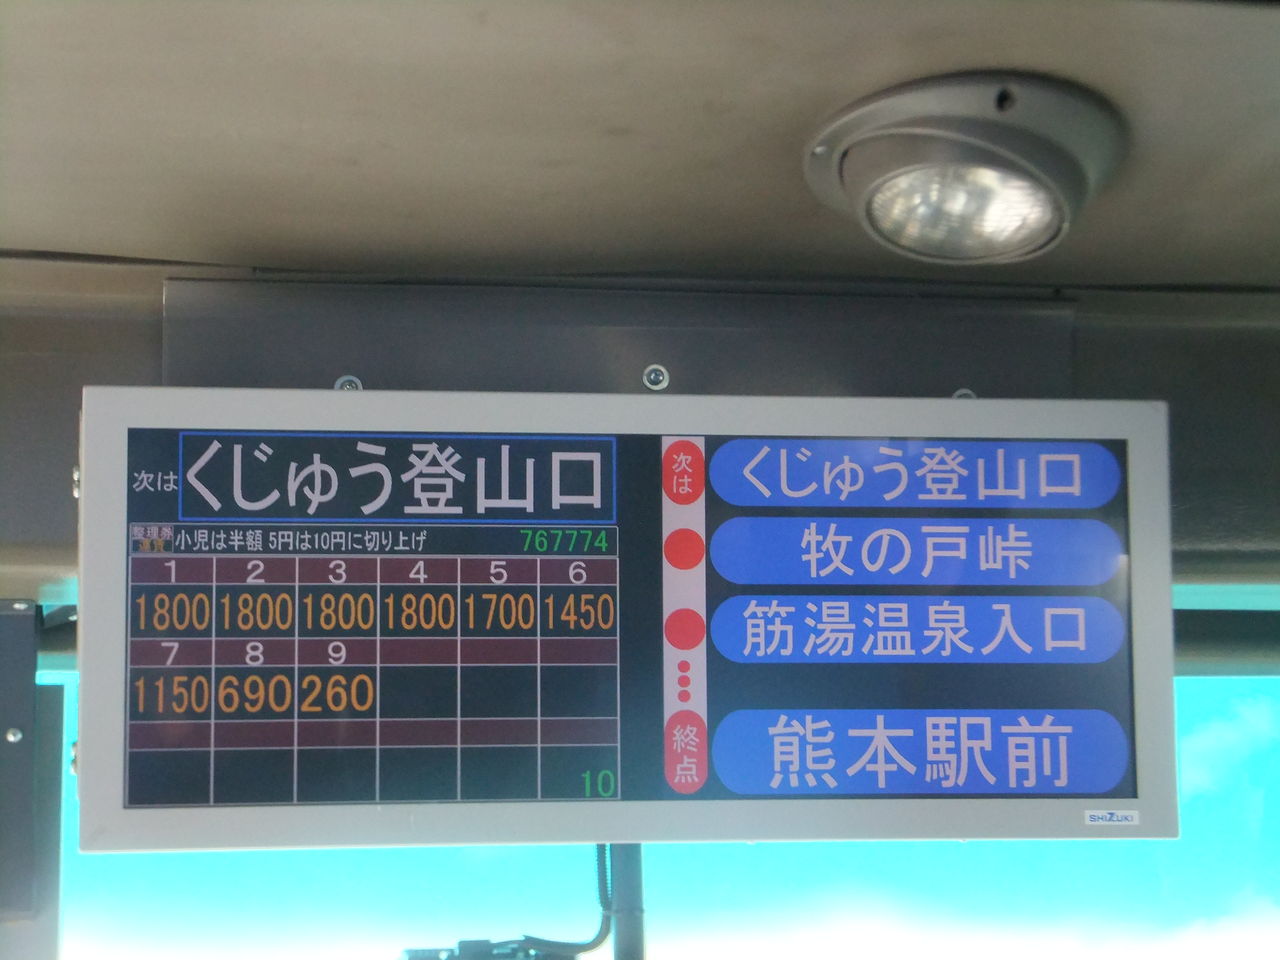 次は くじゅう登山口
整理券 運賃 小児は半額 5円は10円に切り上げ 767774
1 2 3 4 5 6
1800 1800 1800 1800 1700 1450
7 8 9
1150 690 260
10
次は くじゅう登山口
牧の戸峠
筋湯温泉入口
終点 熊本駅前
SHIZUKI